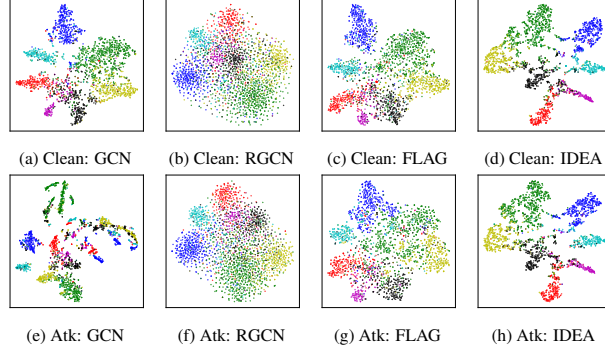 (a) Clean: GCN (b) Clean: RGCN (c) Clean: FLAG (d) Clean: IDEA
(e) Atk: GCN (f) Atk: RGCN (g) Atk: FLAG (h) Atk: IDEA